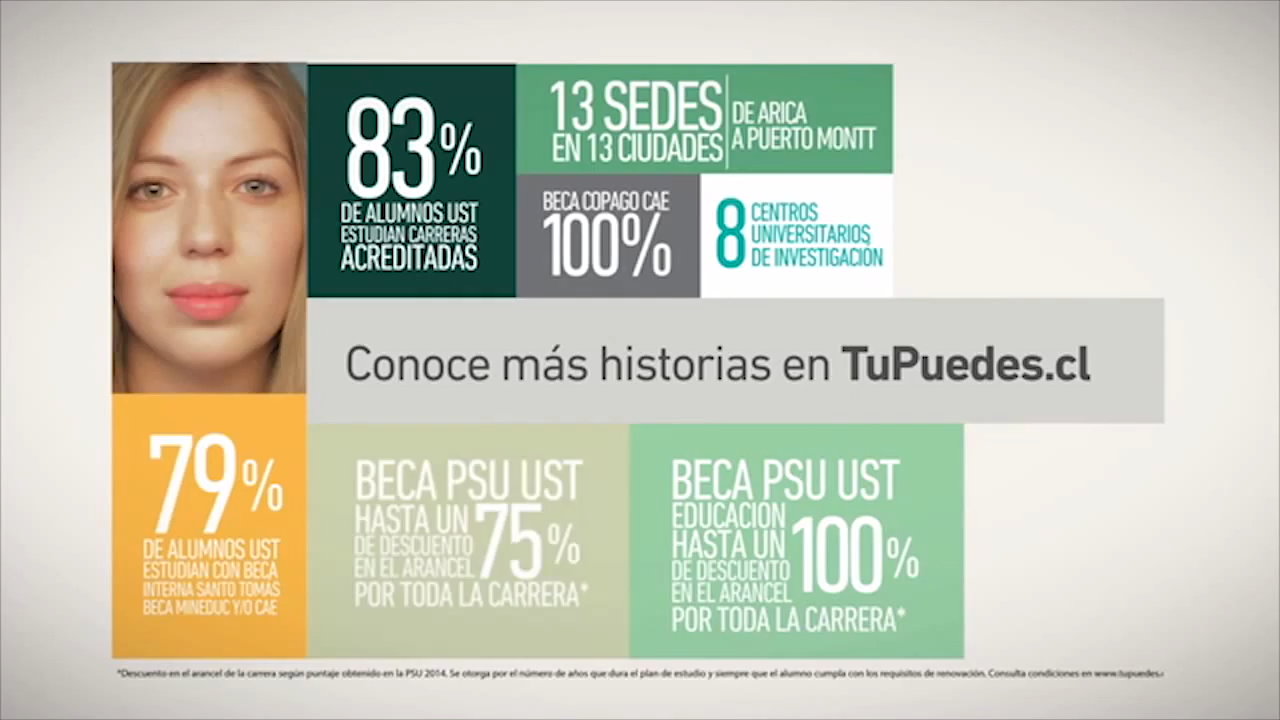 83%
DE ALUMNOS UST
ESTUDIAN CARRERAS
ACREDITADAS
13 SEDES
EN 13 CIUDADES
DE ARICA
A PUERTO MONTT
BECA COPAGO CAE
100%
8
CENTROS
UNIVERSITARIOS
DE INVESTIGACIÓN
Conoce más historias en TuPuedes.cl
79%
DE ALUMNOS UST
ESTUDIAN CON BECA
INTERNA SANTO TOMAS
BECA MINEDUC Y/O CAE
BECA PSU UST
HASTA UN
DE DESCUENTO
EN EL ARANCEL
75%
POR TODA LA CARRERA*
BECA PSU UST
EDUCACION
HASTA UN
DE DESCUENTO
EN EL ARANCEL
100%
POR TODA LA CARRERA*
*Descuento en el arancel de la carrera según puntaje obtenido en la PSU 2014. Se otorga por el número de años que dura el plan de estudio y siempre que el alumno cumpla con los requisitos de renovación. Consulta condiciones en www.tupuedes.c